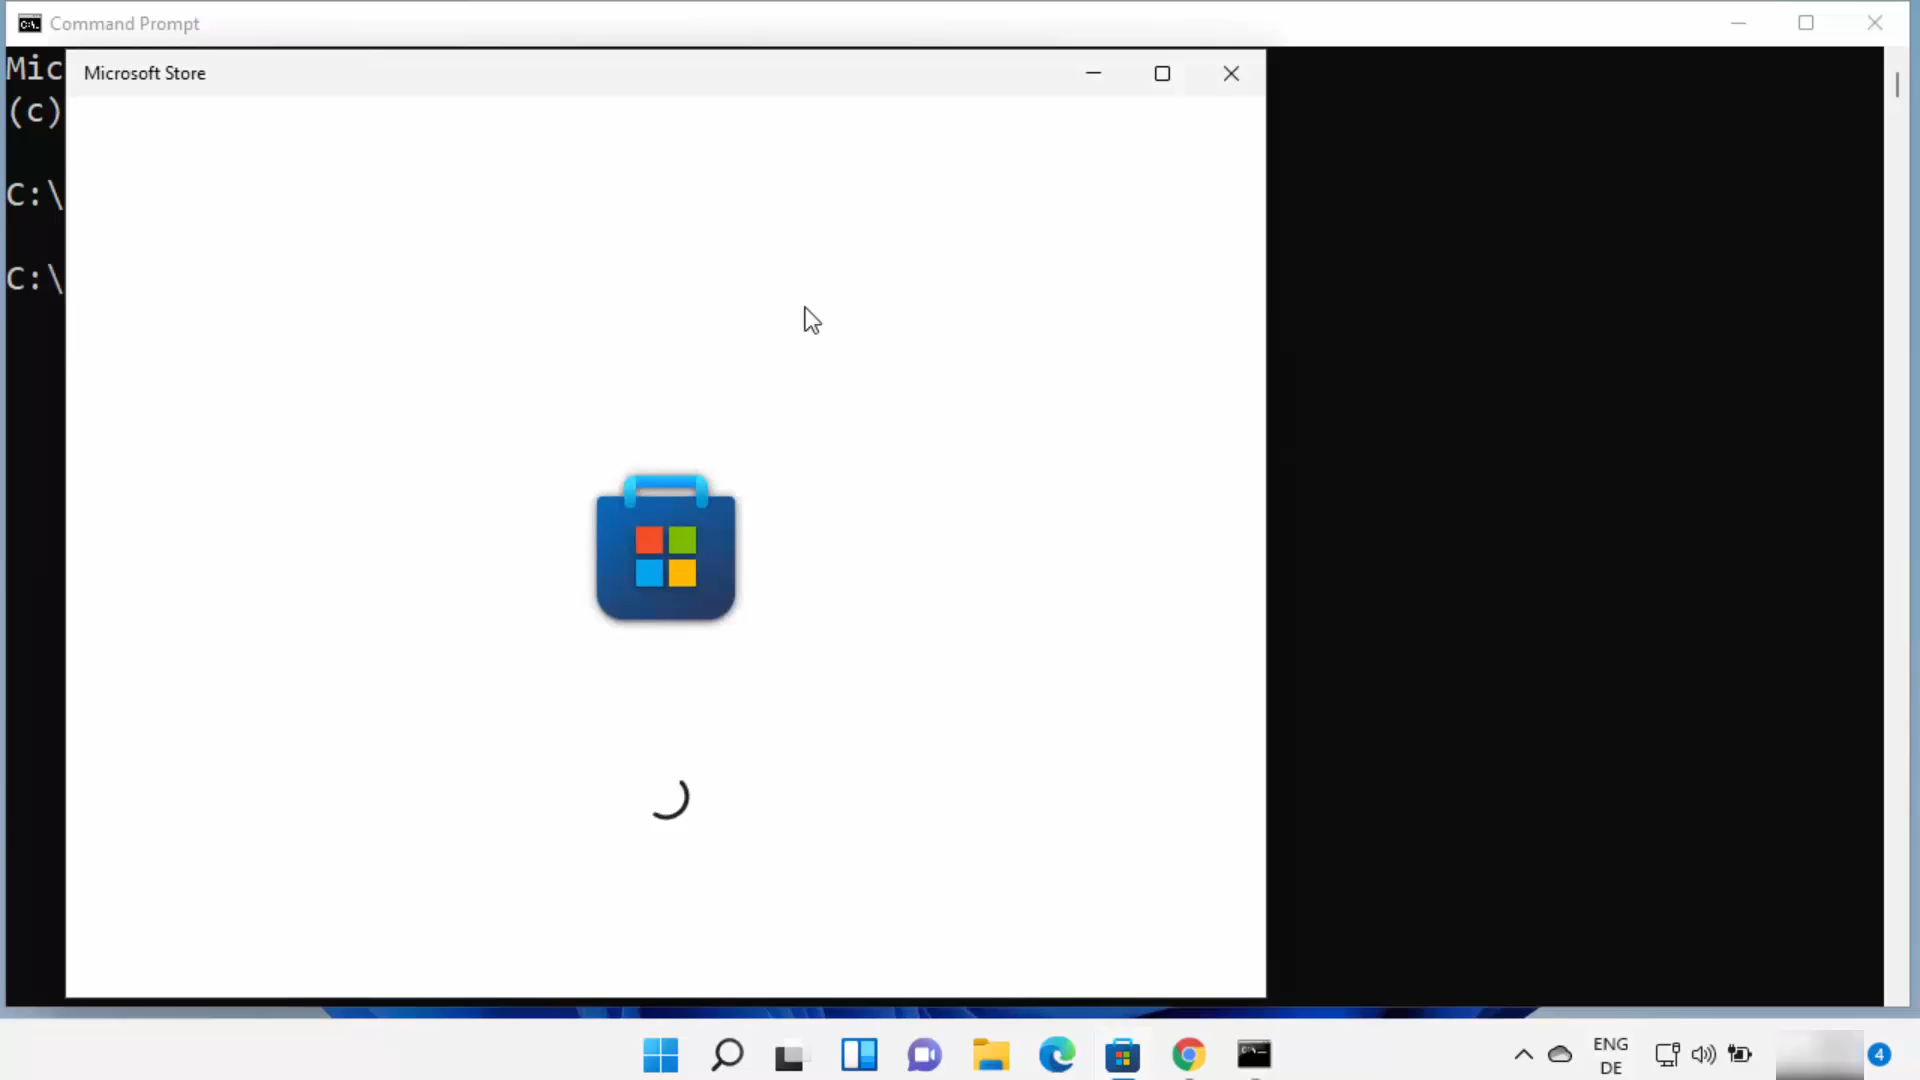 Command Prompt
Mic
(c)
C:\
C:\
Microsoft Store
ENG
DE
4